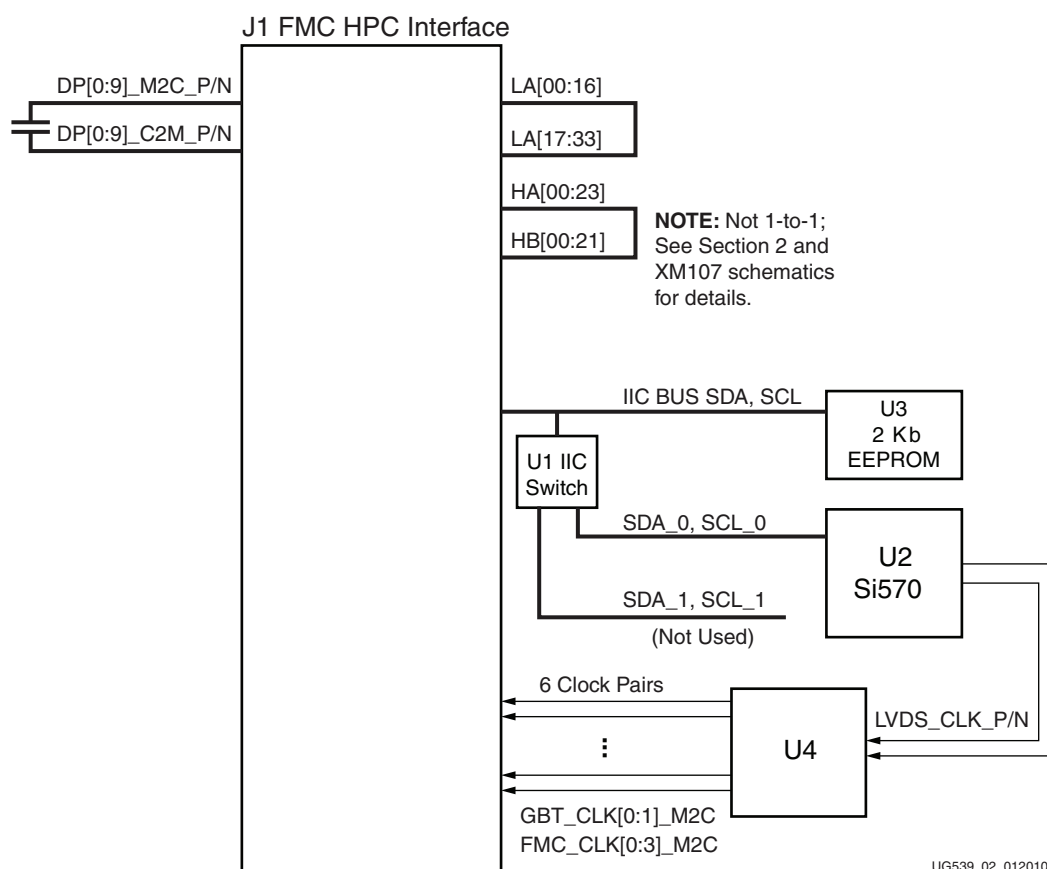 J1 FMC HPC Interface
DP[0:9]_M2C_P/N
DP[0:9]_C2M_P/N
LA[00:16]
LA[17:33]
HA[00:23]
HB[00:21]
NOTE: Not 1-to-1;
See Section 2 and
XM107 schematics
for details.
IIC BUS SDA, SCL
U3
2 Kb
EEPROM
U1 IIC
Switch
SDA_0, SCL_0
U2
Si570
SDA_1, SCL_1
(Not Used)
6 Clock Pairs
LVDS_CLK_P/N
U4
GBT_CLK[0:1]_M2C
FMC_CLK[0:3]_M2C
UG539_02_012010